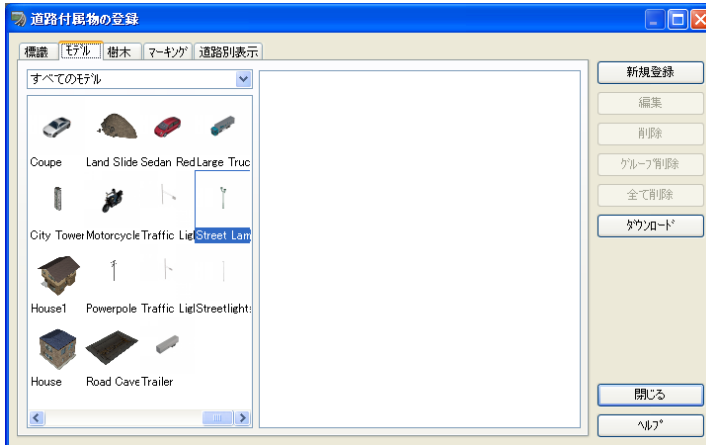 道路付属物の登録
標識 ﾓﾃﾞﾙ 樹木 ﾏｰｷﾝｸﾞ 道路別表示
すべてのﾓﾃﾞﾙ
Coupe Land Slide Sedan Red Large Truc
City Tower Motorcycle Traffic Ligl Street Lam
House1 Powerpole Traffic Ligl Streetlight:
House Road Cave Trailer
新規登録
編集
削除
ｸﾞﾙｰﾌﾟ削除
全て削除
ﾀﾞｳﾝﾛｰﾄﾞ
閉じる
ﾍﾙﾌﾟ